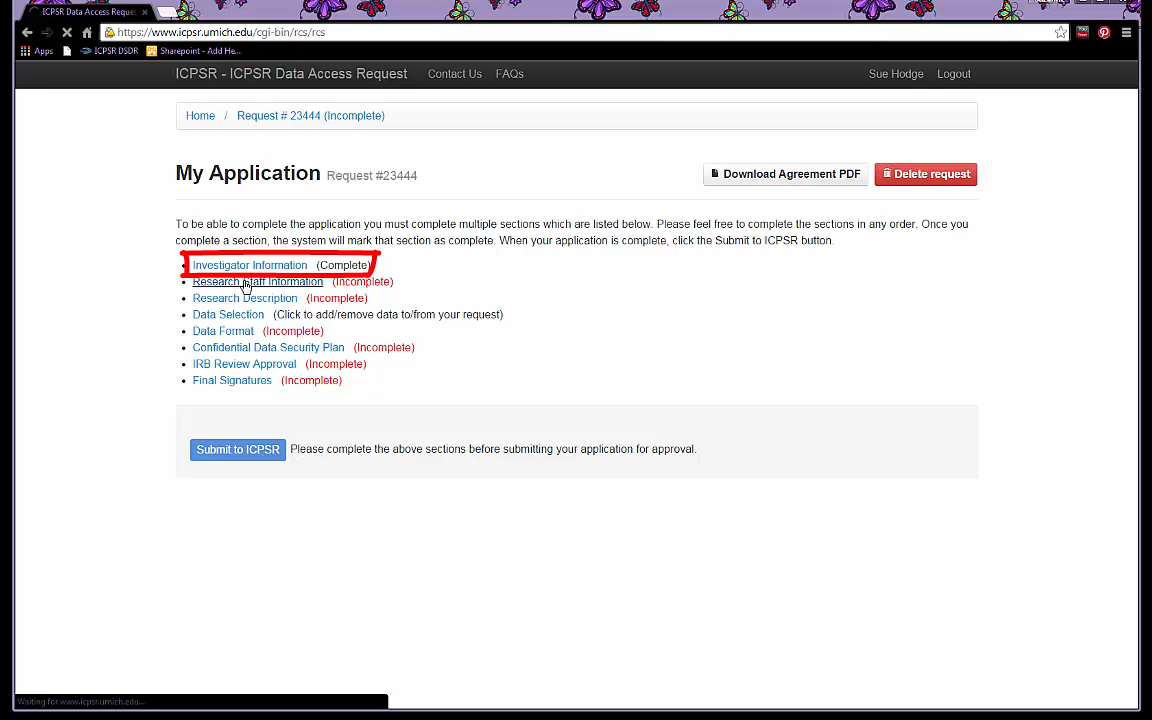 ICPSR Data Access Reque
https://www.icpsr.umich.edu/cgi-bin/rcs/rcs
Apps ICPSR DSDR Sharepoint - Add He...
ICPSR - ICPSR Data Access Request Contact Us FAQs Sue Hodge Logout
Home / Request # 23444 (Incomplete)
My Application Request #23444 Download Agreement PDF Delete request
To be able to complete the application you must complete multiple sections which are listed below. Please feel free to complete the sections in any order. Once you
complete a section, the system will mark that section as complete. When your application is complete, click the Submit to ICPSR button.
Investigator Information (Complete)
Research Staff Information (Incomplete)
Research Description (Incomplete)
Data Selection (Click to add/remove data to/from your request)
Data Format (Incomplete)
Confidential Data Security Plan (Incomplete)
IRB Review Approval (Incomplete)
Final Signatures (Incomplete)
Submit to ICPSR Please complete the above sections before submitting your application for approval.
Waiting for www.icpsr.umich.edu...